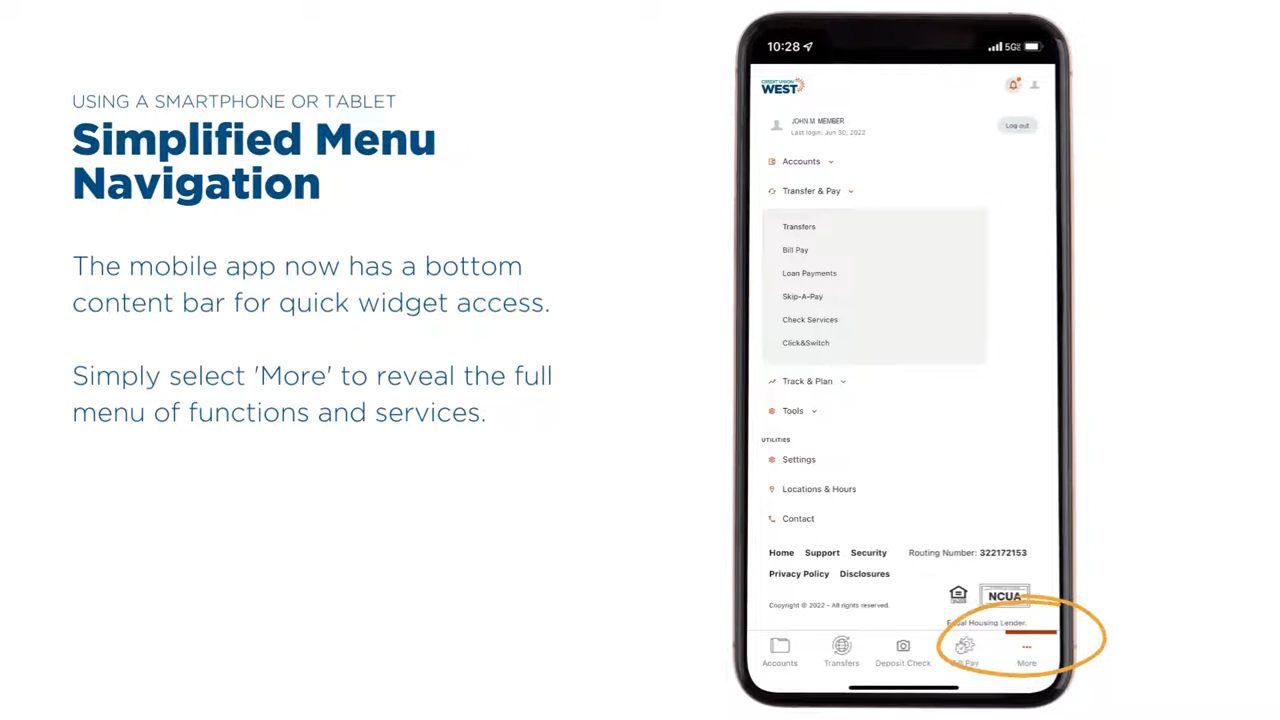 USING A SMARTPHONE OR TABLET
Simplified Menu
Navigation
The mobile app now has a bottom
content bar for quick widget access.
Simply select 'More' to reveal the full
menu of functions and services.
10:28
5G
CREDIT UNION
WEST
JOHN M MEMBER
Last login: Jun 30, 2022
Log out
Accounts
Transfer & Pay
Transfers
Bill Pay
Loan Payments
Skip-A-Pay
Check Services
Click&Switch
Track & Plan
Tools
UTILITIES
Settings
Locations & Hours
Contact
Home Support Security Routing Number: 322172153
Privacy Policy Disclosures
Copyright © 2022 - All rights reserved.
NCUA
Equal Housing Lender.
Accounts Transfers Deposit Check Bill Pay More